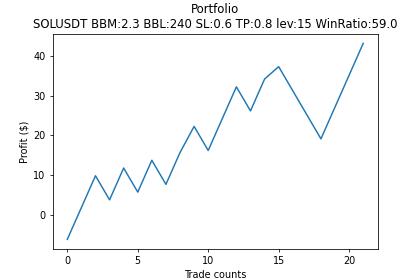 Portfolio
SOLUSDT BBM:2.3 BBL:240 SL:0.6 TP:0.8 lev:15 WinRatio:59.0
Profit ($)
40
30
20
10
0
0 5 10 15 20
Trade counts